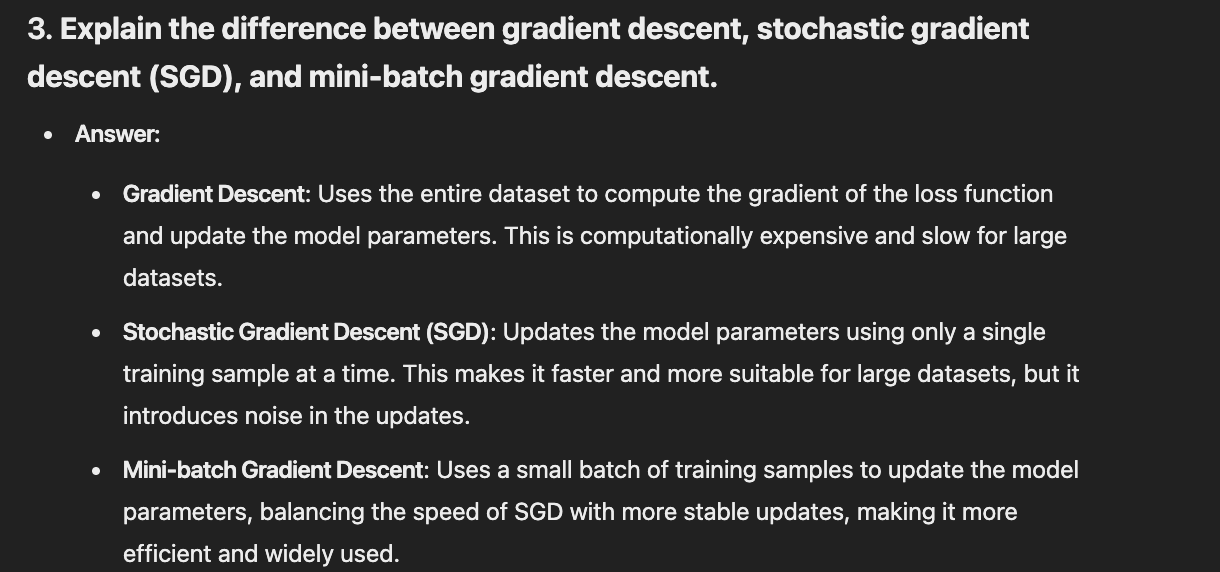 3. Explain the difference between gradient descent, stochastic gradient
descent (SGD), and mini-batch gradient descent.
• Answer:
• Gradient Descent: Uses the entire dataset to compute the gradient of the loss function
and update the model parameters. This is computationally expensive and slow for large
datasets.
• Stochastic Gradient Descent (SGD): Updates the model parameters using only a single
training sample at a time. This makes it faster and more suitable for large datasets, but it
introduces noise in the updates.
• Mini-batch Gradient Descent: Uses a small batch of training samples to update the model
parameters, balancing the speed of SGD with more stable updates, making it more
efficient and widely used.